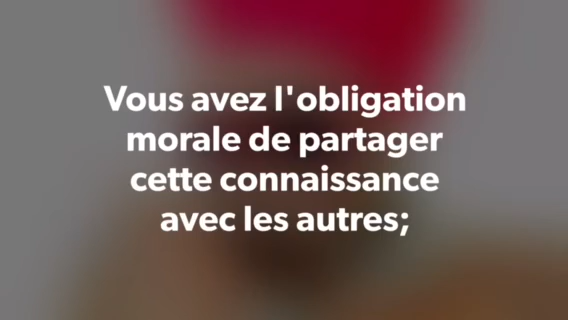 Vous avez l'obligation
morale de partager
cette connaissance
avec les autres;